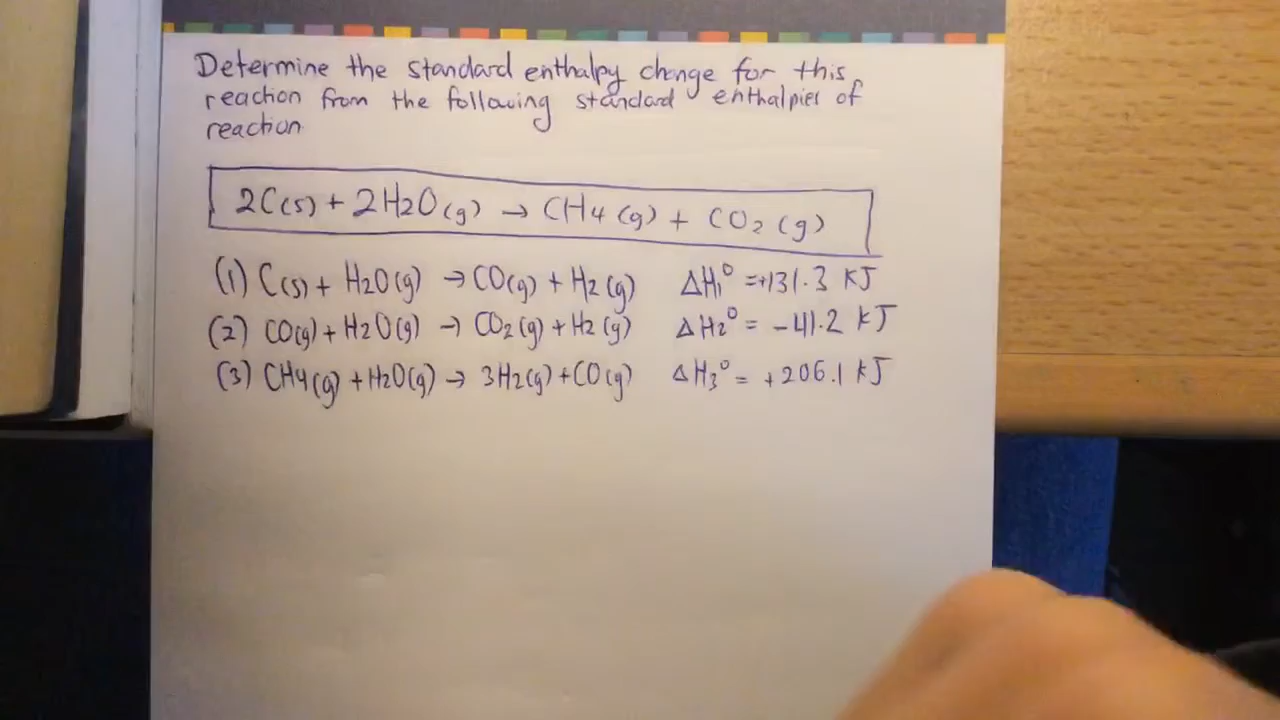 Determine the standard enthalpy change for this
reaction from the following standard enthalpies of
reaction
2C(s) + 2H2O(g) → CH4(g) + CO2(g)
(1) C(s) + H2O(g) → CO(g) + H2(g) ΔH1° = +131.3 kJ
(2) CO(g) + H2O(g) → CO2(g) + H2(g) ΔH2° = -41.2 kJ
(3) CH4(g) + H2O(g) → 3H2(g) + CO(g) ΔH3° = +206.1 kJ